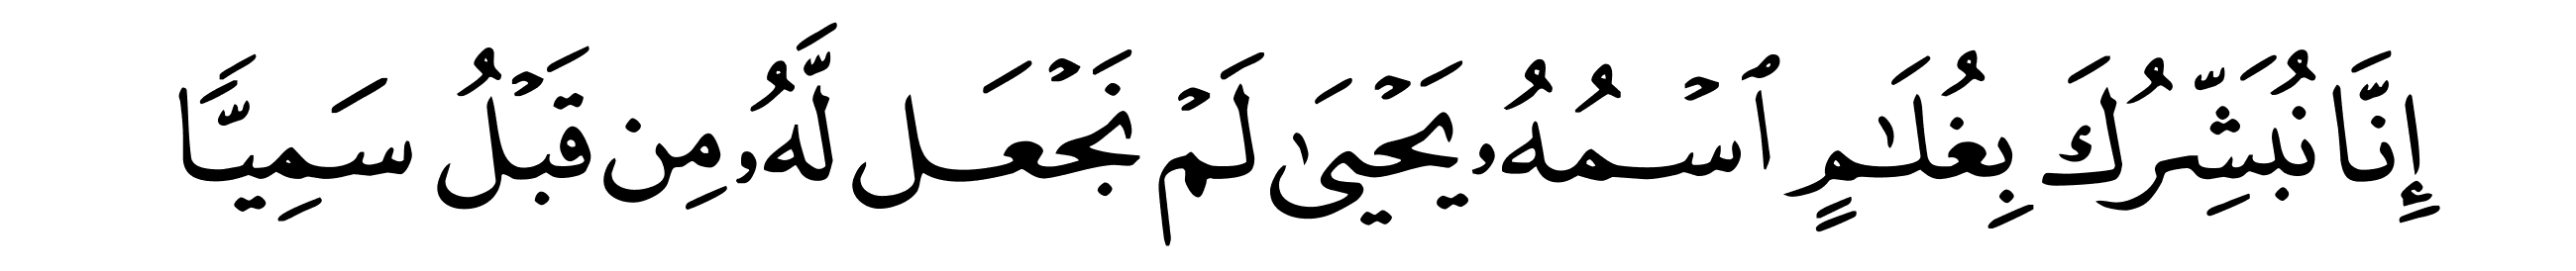 إِنَّا نُبَشِّرُكَ بِغُلَـٰمٍ ٱسْمُهُۥ يَحْيَىٰ لَمْ نَجْعَل لَّهُۥ مِن قَبْلُ سَمِيًّا